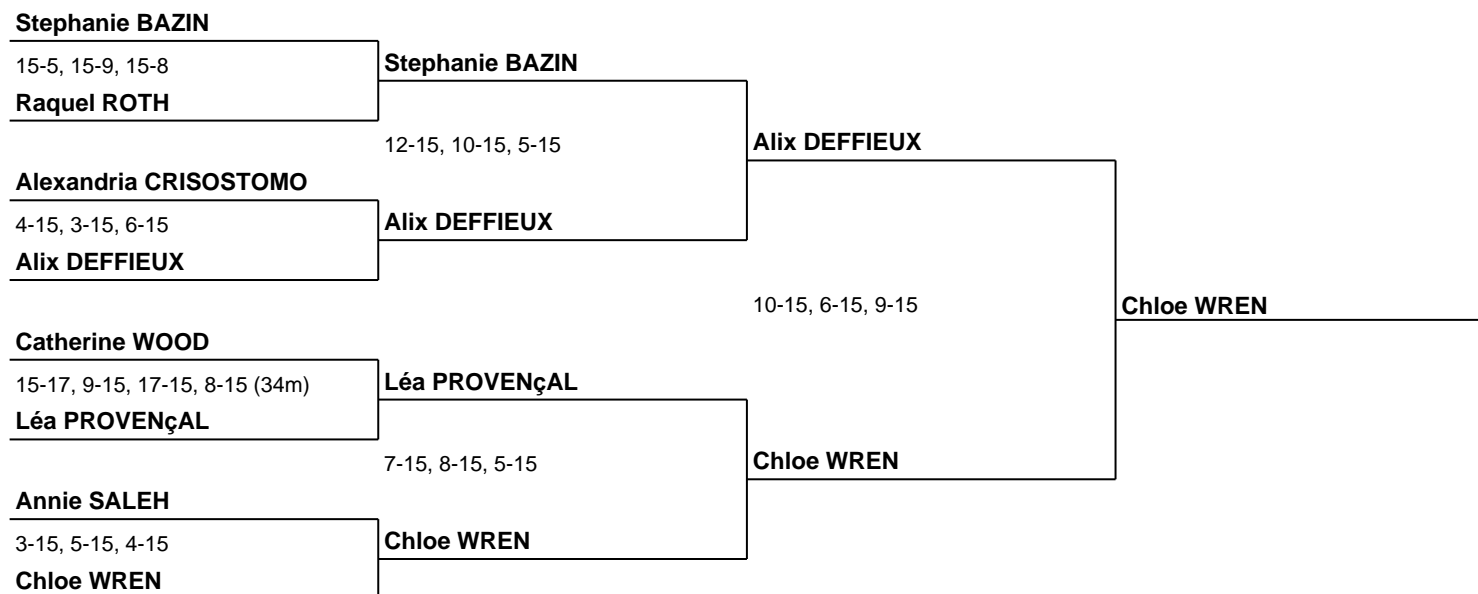 Stephanie BAZIN
15-5, 15-9, 15-8
Raquel ROTH
Alexandria CRISOSTOMO
4-15, 3-15, 6-15
Alix DEFFIEUX
Catherine WOOD
15-17, 9-15, 17-15, 8-15 (34m)
Léa PROVENçAL
Annie SALEH
3-15, 5-15, 4-15
Chloe WREN
Stephanie BAZIN
12-15, 10-15, 5-15
Alix DEFFIEUX
Léa PROVENçAL
7-15, 8-15, 5-15
Chloe WREN
Alix DEFFIEUX
10-15, 6-15, 9-15
Chloe WREN
Chloe WREN